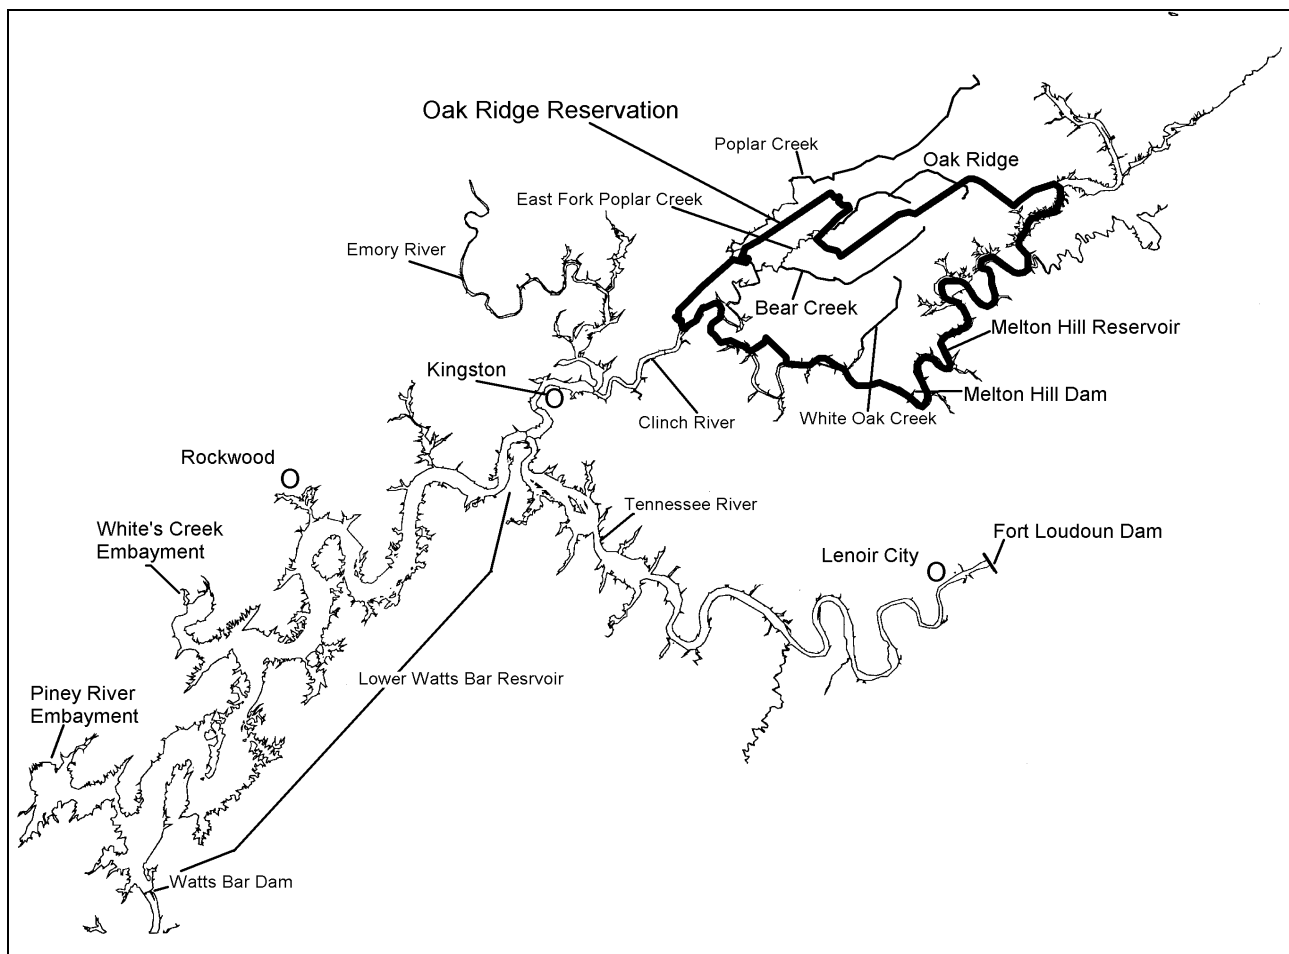 Oak Ridge Reservation
Poplar Creek
Oak Ridge
East Fork Poplar Creek
Emory River
Bear Creek
Melton Hill Reservoir
Kingston
Melton Hill Dam
Clinch River
White Oak Creek
Rockwood
Tennessee River
White's Creek
Embayment
Fort Loudoun Dam
Lenoir City
Lower Watts Bar Resrvoir
Piney River
Embayment
Watts Bar Dam